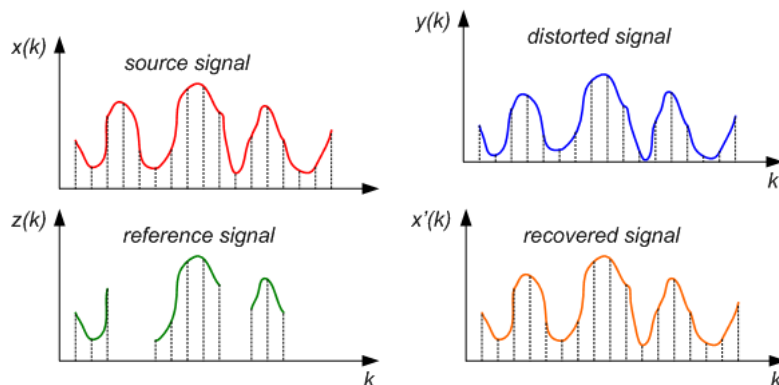 x(k)
source signal
y(k)
distorted signal
k
z(k)
reference signal
k
x'(k)
recovered signal
k